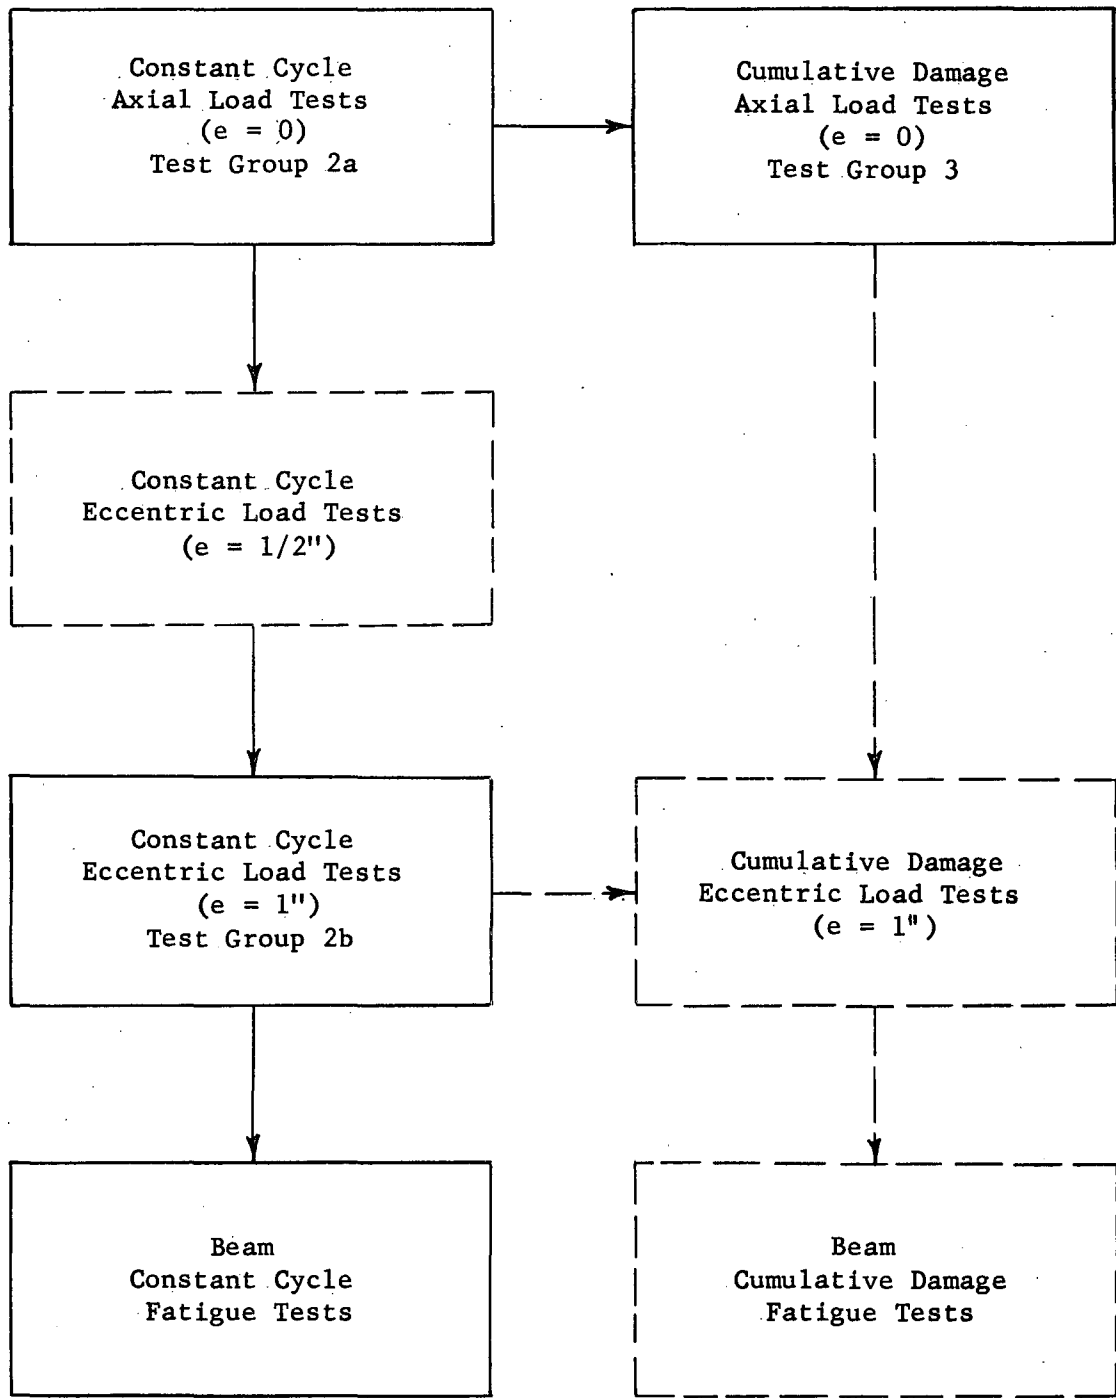 Constant Cycle
Axial Load Tests
(e = 0)
Test Group 2a
Cumulative Damage
Axial Load Tests
(e = 0)
Test Group 3
Constant Cycle
Eccentric Load Tests
(e = 1/2")
Constant Cycle
Eccentric Load Tests
(e = 1")
Test Group 2b
Cumulative Damage
Eccentric Load Tests
(e = 1")
Beam
Constant Cycle
Fatigue Tests
Beam
Cumulative Damage
Fatigue Tests